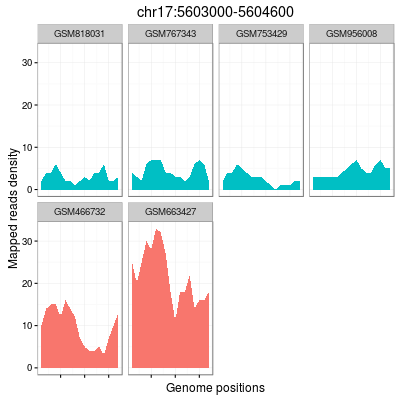 chr17:5603000-5604600
GSM818031 GSM767343 GSM753429 GSM956008
30
20
10
0
GSM466732 GSM663427
30
20
10
0
Mapped reads density
Genome positions